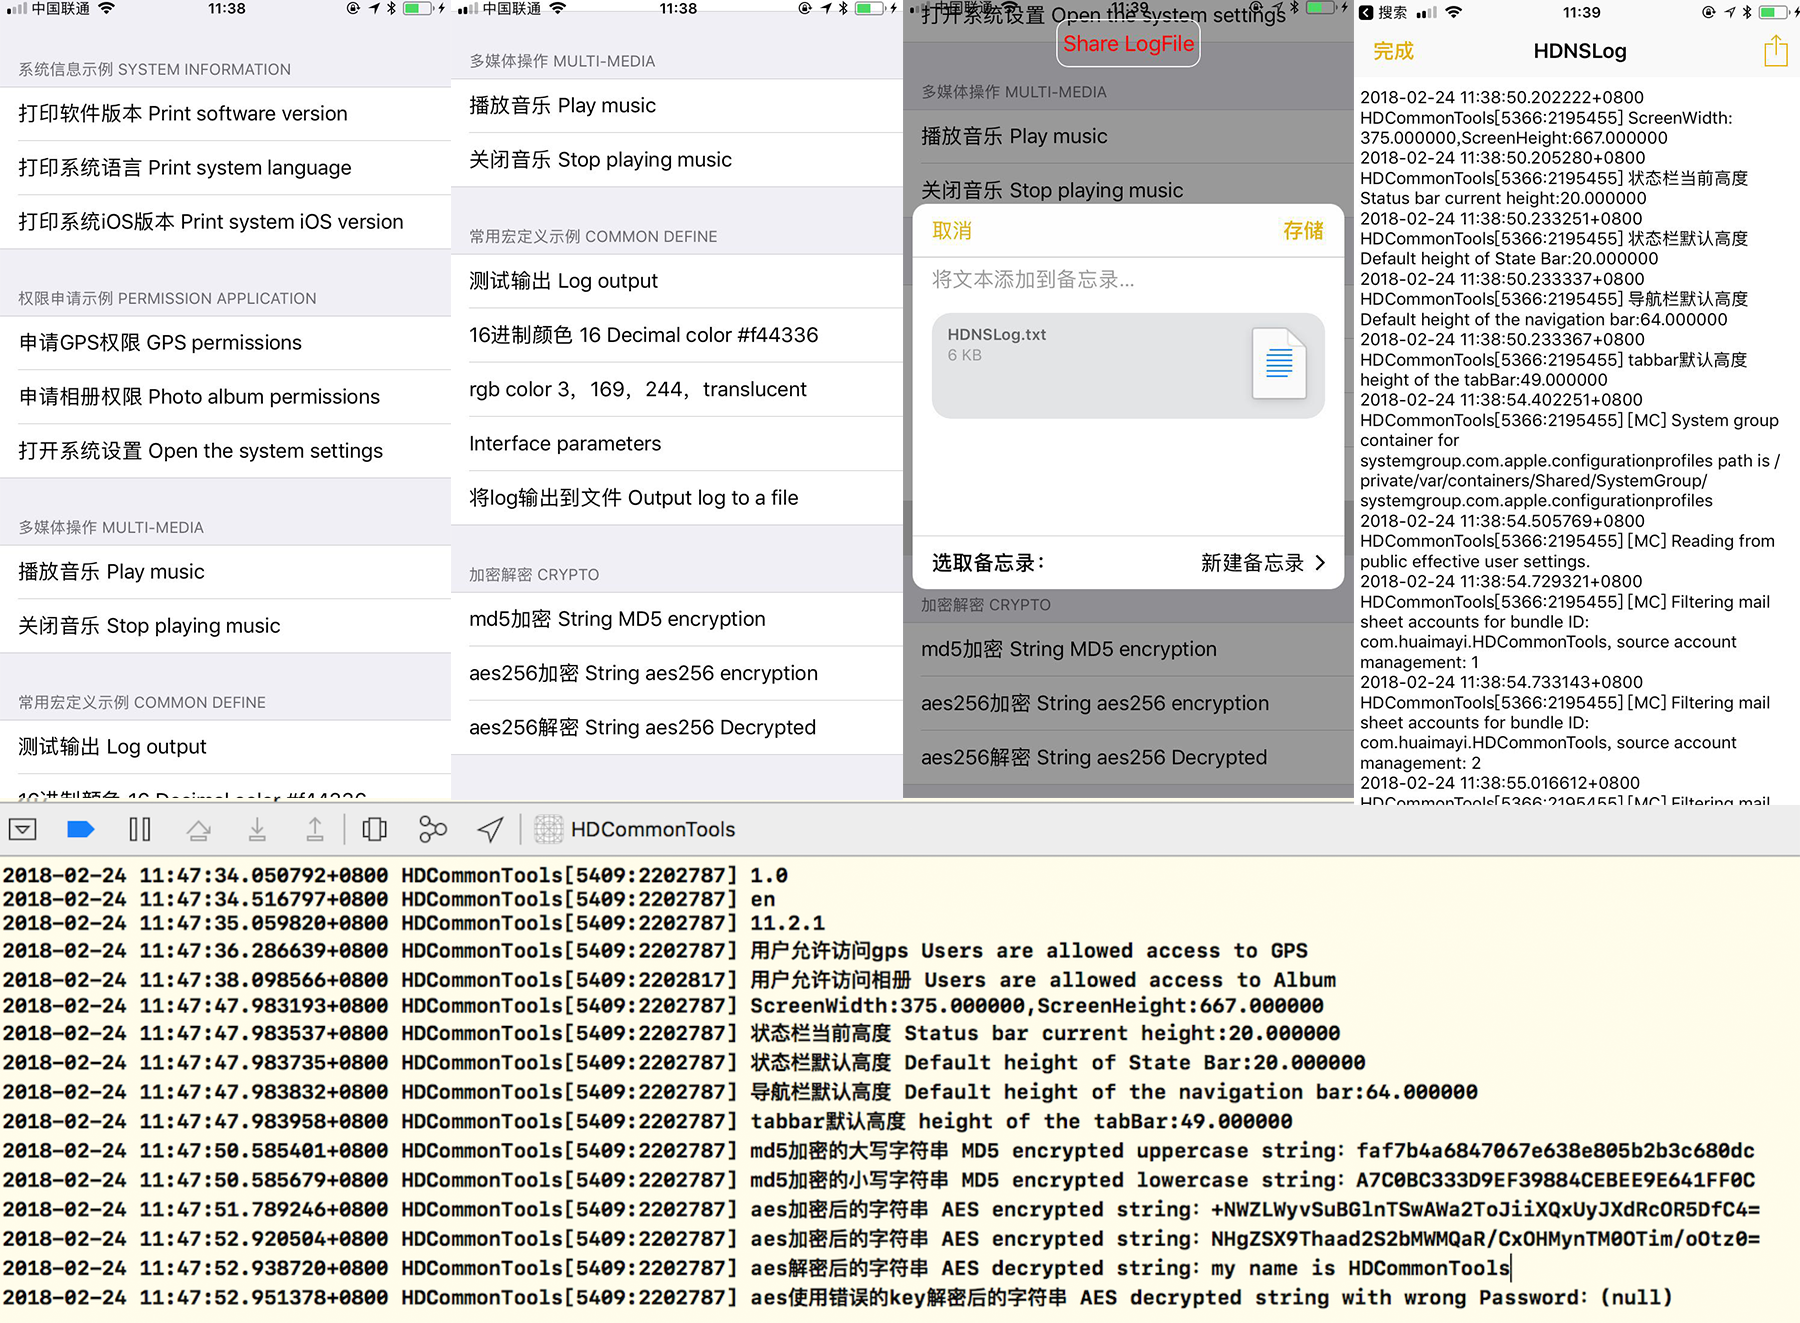 中国联通
11:38
系统信息示例 SYSTEM INFORMATION
打印软件版本 Print software version
打印系统语言 Print system language
打印系统iOS版本 Print system iOS version
权限申请示例 PERMISSION APPLICATION
申请GPS权限 GPS permissions
申请相册权限 Photo album permissions
打开系统设置 Open the system settings
多媒体操作 MULTI-MEDIA
播放音乐 Play music
关闭音乐 Stop playing music
常用宏定义示例 COMMON DEFINE
测试输出 Log output
16进制颜色 16 Decimal color #f44336
中国联通
11:38
多媒体操作 MULTI-MEDIA
播放音乐 Play music
关闭音乐 Stop playing music
常用宏定义示例 COMMON DEFINE
测试输出 Log output
16进制颜色 16 Decimal color #f44336
rgb color 3，169，244，translucent
Interface parameters
将log输出到文件 Output log to a file
加密解密 CRYPTO
md5加密 String MD5 encryption
aes256加密 String aes256 encryption
aes256解密 String aes256 Decrypted
中国联通
11:39
打开系统设置 Open the system settings
Share LogFile
多媒体操作 MULTI-MEDIA
播放音乐 Play music
关闭音乐 Stop playing music
取消
存储
将文本添加到备忘录...
HDNSLog.txt
6 KB
选取备忘录：
新建备忘录
加密解密 CRYPTO
md5加密 String MD5 encryption
aes256加密 String aes256 encryption
aes256解密 String aes256 Decrypted
搜索
11:39
完成
HDNSLog
2018-02-24 11:38:50.202222+0800
HDCommonTools[5366:2195455] ScreenWidth:
375.000000,ScreenHeight:667.000000
2018-02-24 11:38:50.205280+0800
HDCommonTools[5366:2195455] 状态栏当前高度
Status bar current height:20.000000
2018-02-24 11:38:50.233251+0800
HDCommonTools[5366:2195455] 状态栏默认高度
Default height of State Bar:20.000000
2018-02-24 11:38:50.233337+0800
HDCommonTools[5366:2195455] 导航栏默认高度
Default height of the navigation bar:64.000000
2018-02-24 11:38:50.233367+0800
HDCommonTools[5366:2195455] tabbar默认高度
height of the tabBar:49.000000
2018-02-24 11:38:54.402251+0800
HDCommonTools[5366:2195455] [MC] System group
container for
systemgroup.com.apple.configurationprofiles path is /
private/var/containers/Shared/SystemGroup/
systemgroup.com.apple.configurationprofiles
2018-02-24 11:38:54.505769+0800
HDCommonTools[5366:2195455] [MC] Reading from
public effective user settings.
2018-02-24 11:38:54.729321+0800
HDCommonTools[5366:2195455] [MC] Filtering mail
sheet accounts for bundle ID:
com.huaimayi.HDCommonTools, source account
management: 1
2018-02-24 11:38:54.733143+0800
HDCommonTools[5366:2195455] [MC] Filtering mail
sheet accounts for bundle ID:
com.huaimayi.HDCommonTools, source account
management: 2
2018-02-24 11:38:55.016612+0800
HDCommonTools[5366:2195455] [MC] Filtering mail
HDCommonTools
2018-02-24 11:47:34.050792+0800 HDCommonTools[5409:2202787] 1.0
2018-02-24 11:47:34.516797+0800 HDCommonTools[5409:2202787] en
2018-02-24 11:47:35.059820+0800 HDCommonTools[5409:2202787] 11.2.1
2018-02-24 11:47:36.286639+0800 HDCommonTools[5409:2202787] 用户允许访问gps Users are allowed access to GPS
2018-02-24 11:47:38.098566+0800 HDCommonTools[5409:2202817] 用户允许访问相册 Users are allowed access to Album
2018-02-24 11:47:47.983193+0800 HDCommonTools[5409:2202787] ScreenWidth:375.000000,ScreenHeight:667.000000
2018-02-24 11:47:47.983537+0800 HDCommonTools[5409:2202787] 状态栏当前高度 Status bar current height:20.000000
2018-02-24 11:47:47.983735+0800 HDCommonTools[5409:2202787] 状态栏默认高度 Default height of State Bar:20.000000
2018-02-24 11:47:47.983832+0800 HDCommonTools[5409:2202787] 导航栏默认高度 Default height of the navigation bar:64.000000
2018-02-24 11:47:47.983958+0800 HDCommonTools[5409:2202787] tabbar默认高度 height of the tabBar:49.000000
2018-02-24 11:47:50.585401+0800 HDCommonTools[5409:2202787] md5加密的大写字符串 MD5 encrypted uppercase string：faf7b4a6847067e638e805b2b3c680dc
2018-02-24 11:47:50.585679+0800 HDCommonTools[5409:2202787] md5加密的小写字符串 MD5 encrypted lowercase string：A7C0BC333D9EF39884CEBEE9E641FF0C
2018-02-24 11:47:51.789246+0800 HDCommonTools[5409:2202787] aes加密后的字符串 AES encrypted string：+NWZLWyvSuBGlnTSwAWa2ToJiiXQxUyJXdRcOR5DfC4=
2018-02-24 11:47:52.920504+0800 HDCommonTools[5409:2202787] aes加密后的字符串 AES encrypted string：NHgZSX9Thaad2S2bMWMQaR/CxOHMynTM0OTim/oOtz0=
2018-02-24 11:47:52.938720+0800 HDCommonTools[5409:2202787] aes解密后的字符串 AES decrypted string：my name is HDCommonTools
2018-02-24 11:47:52.951378+0800 HDCommonTools[5409:2202787] aes使用错误的key解密后的字符串 AES decrypted string with wrong Password：(null)